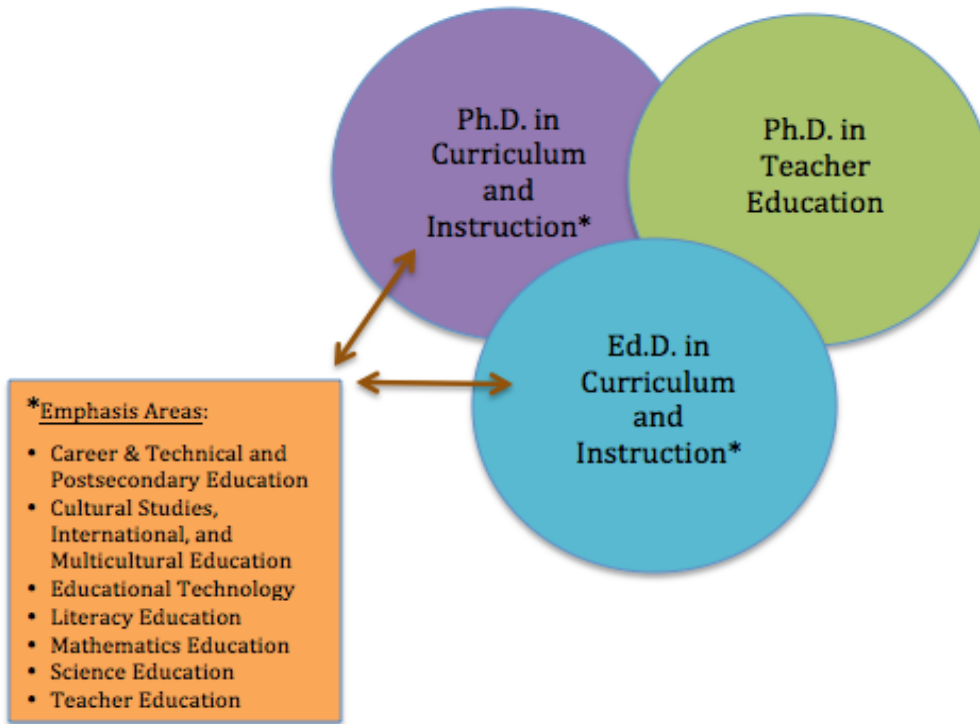 Ph.D. in
Curriculum
and
Instruction*
Ph.D. in
Teacher
Education
Ed.D. in
Curriculum
and
Instruction*
*Emphasis Areas:
• Career & Technical and
Postsecondary Education
• Cultural Studies,
International, and
Multicultural Education
• Educational Technology
• Literacy Education
• Mathematics Education
• Science Education
• Teacher Education